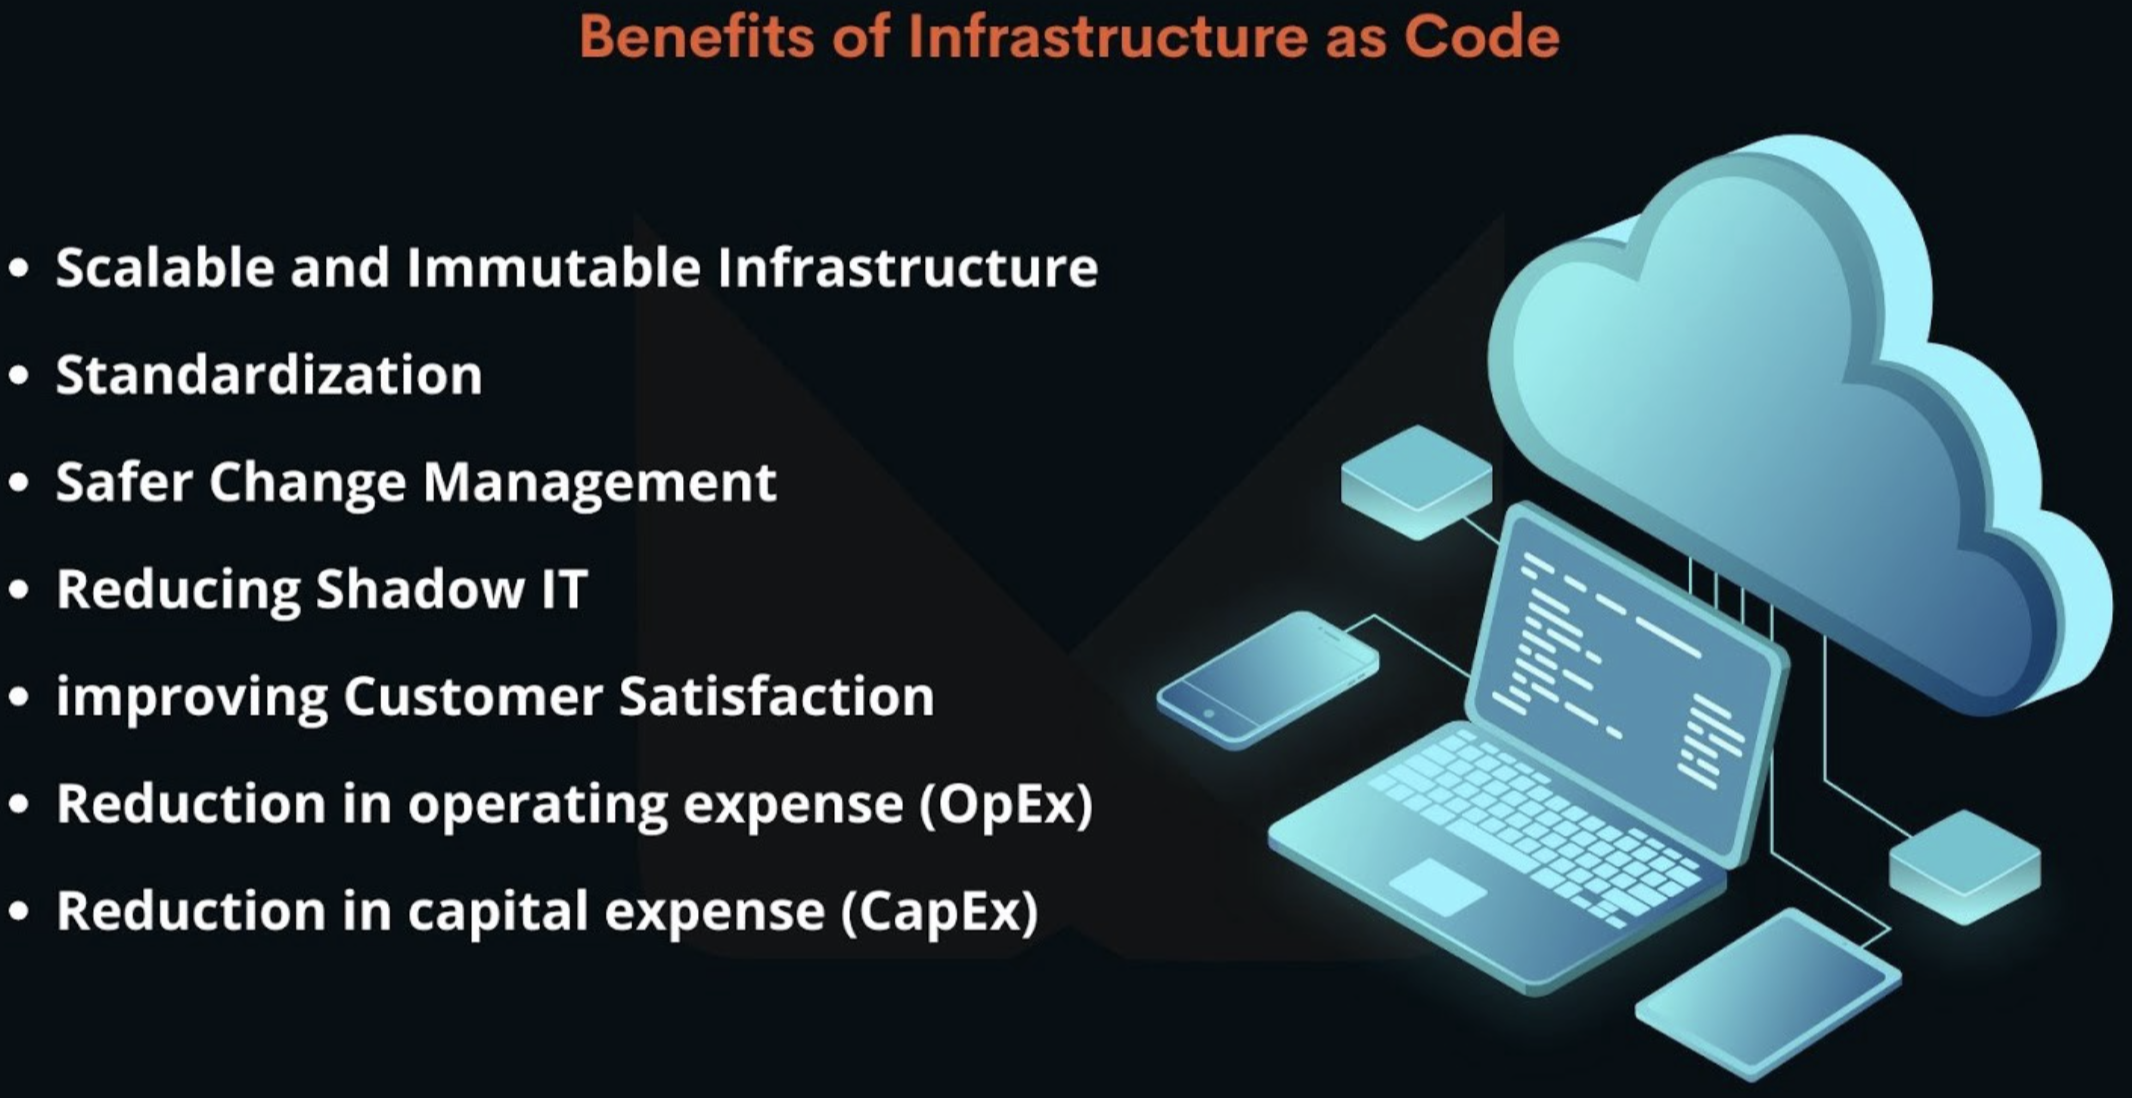 Benefits of Infrastructure as Code
• Scalable and Immutable Infrastructure
• Standardization
• Safer Change Management
• Reducing Shadow IT
• improving Customer Satisfaction
• Reduction in operating expense (OpEx)
• Reduction in capital expense (CapEx)